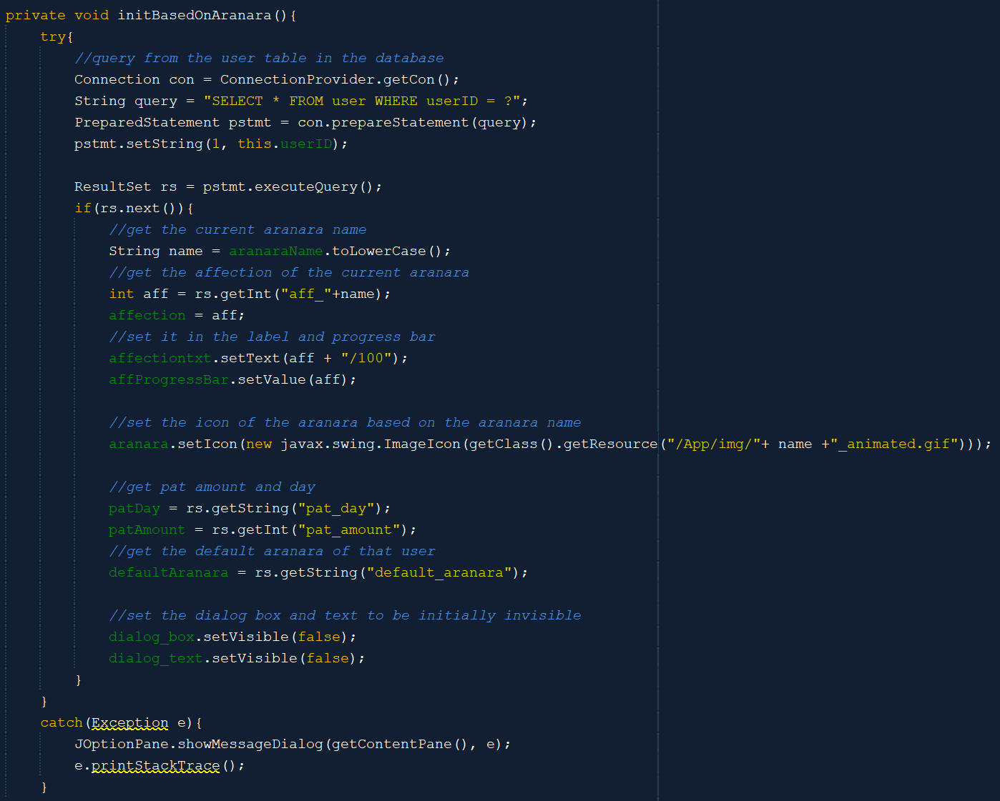 private void initBasedOnAranara(){
    try{
        //query from the user table in the database
        Connection con = ConnectionProvider.getCon();
        String query = "SELECT * FROM user WHERE userID = ?";
        PreparedStatement pstmt = con.prepareStatement(query);
        pstmt.setString(1, this.userID);

        ResultSet rs = pstmt.executeQuery();
        if(rs.next()){
            //get the current aranara name
            String name = aranaraName.toLowerCase();
            //get the affection of the current aranara
            int aff = rs.getInt("aff_"+name);
            affection = aff;
            //set it in the label and progress bar
            affectiontxt.setText(aff + "/100");
            affProgressBar.setValue(aff);

            //set the icon of the aranara based on the aranara name
            aranara.setIcon(new javax.swing.ImageIcon(getClass().getResource("/App/img/"+ name +"_animated.gif")));

            //get pat amount and day
            patDay = rs.getString("pat_day");
            patAmount = rs.getInt("pat_amount");
            //get the default aranara of that user
            defaultAranara = rs.getString("default_aranara");

            //set the dialog box and text to be initially invisible
            dialog_box.setVisible(false);
            dialog_text.setVisible(false);
        }
    }
    catch(Exception e){
        JOptionPane.showMessageDialog(getContentPane(), e);
        e.printStackTrace();
    }